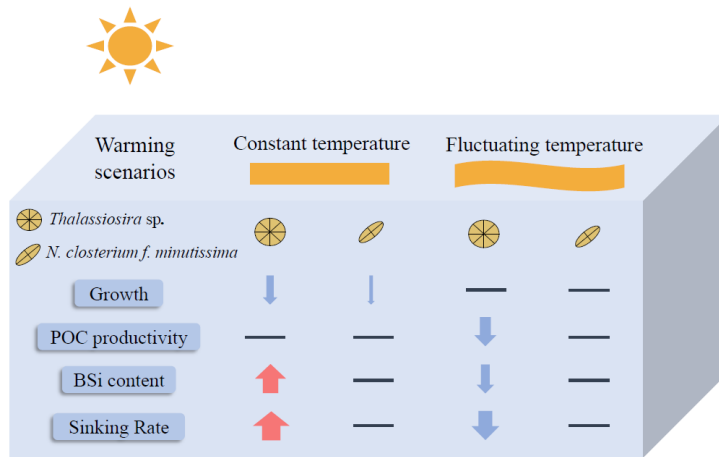 Warming scenarios
Constant temperature
Fluctuating temperature
Thalassiosira sp.
N. closterium f. minutissima
Growth
POC productivity
BSi content
Sinking Rate